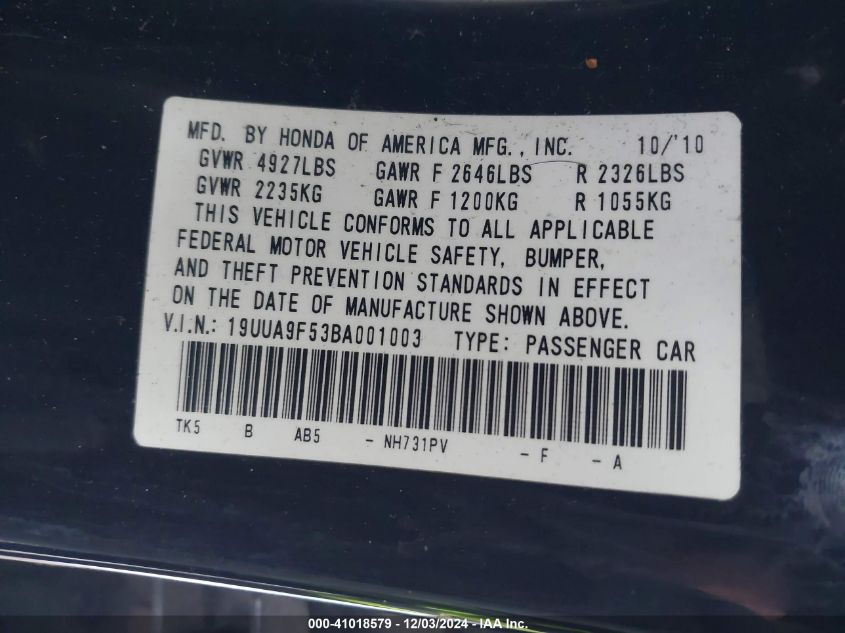 MFD. BY HONDA OF AMERICA MFG., INC. 10/'10
GVWR 4927LBS GAWR F 2646LBS R 2326LBS
GVWR 2235KG GAWR F 1200KG R 1055KG
THIS VEHICLE CONFORMS TO ALL APPLICABLE
FEDERAL MOTOR VEHICLE SAFETY, BUMPER,
AND THEFT PREVENTION STANDARDS IN EFFECT
ON THE DATE OF MANUFACTURE SHOWN ABOVE.
V.I.N.: 19UUA9F53BA001003 TYPE: PASSENGER CAR
TK5 B AB5 - NH731PV - F - A
000-41018579 - 12/03/2024 - IAA Inc.